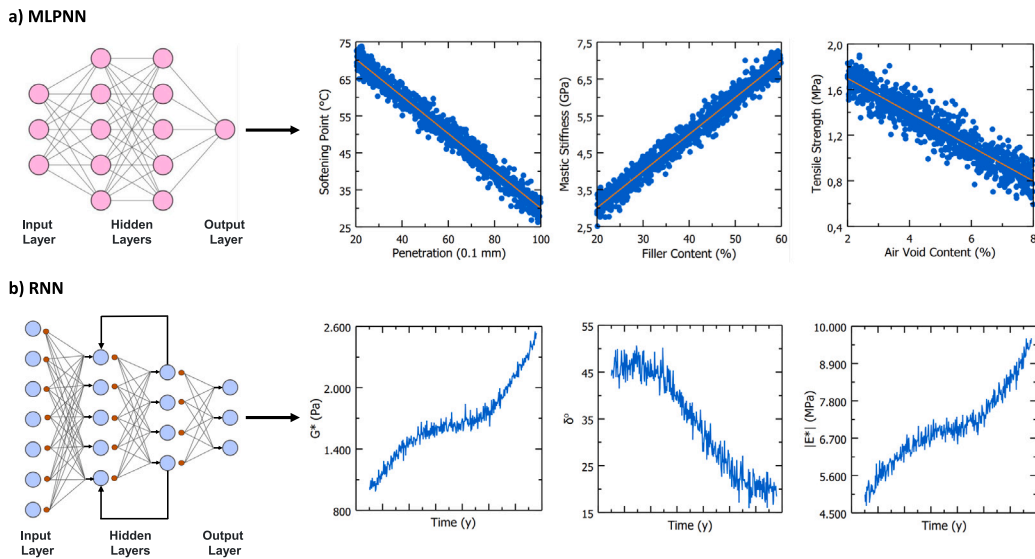 a) MLPNN
Input
Layer
Hidden
Layers
Output
Layer
75
65
55
45
35
25
Softening Point (°C)
20
40
60
80
100
Penetration (0.1 mm)
7,5
6,5
5,5
4,5
3,5
2,5
Mastic Stiffness (GPa)
20
30
40
50
60
Filler Content (%)
2,0
1,6
1,2
0,8
0,4
Tensile Strength (MPa)
2
4
6
8
Air Void Content (%)
b) RNN
Input
Layer
Hidden
Layers
Output
Layer
2.600
2.000
1.400
800
G* (Pa)
Time (y)
55
45
35
25
15
δ°
Time (y)
10.000
8.900
7.800
6.700
5.600
4.500
|E*| (MPa)
Time (y)